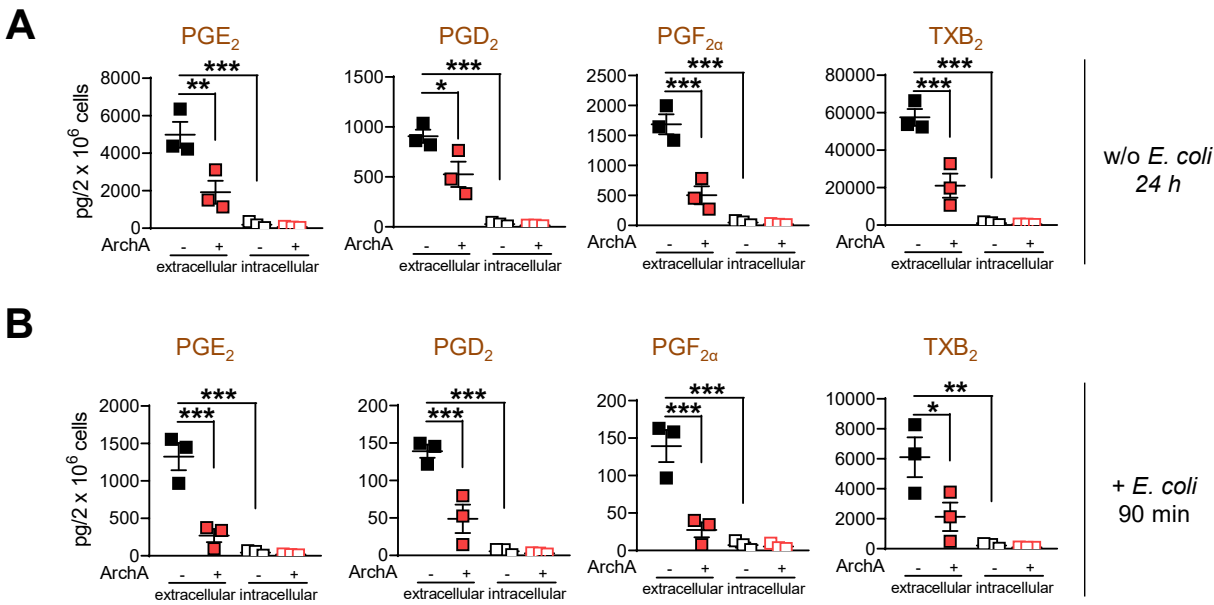 A
PGE2 PGD2 PGF2α TXB2
*** *** *** ***
** * *** ***
8000 1500 2500 80000
6000 1000 2000 60000
4000 500 1500 40000
2000 0 1000 20000
0 500 0
0
pg/2 x 10^6 cells
w/o E. coli
24 h
ArchA - + - + ArchA - + - + ArchA - + - + ArchA - + - +
extracellular intracellular extracellular intracellular extracellular intracellular extracellular intracellular
B
PGE2 PGD2 PGF2α TXB2
*** *** *** **
*** *** *** *
2000 200 200 10000
1500 150 150 8000
1000 100 100 6000
500 50 50 4000
0 0 0 2000
0
pg/2 x 10^6 cells
+ E. coli
90 min
ArchA - + - + ArchA - + - + ArchA - + - + ArchA - + - +
extracellular intracellular extracellular intracellular extracellular intracellular extracellular intracellular